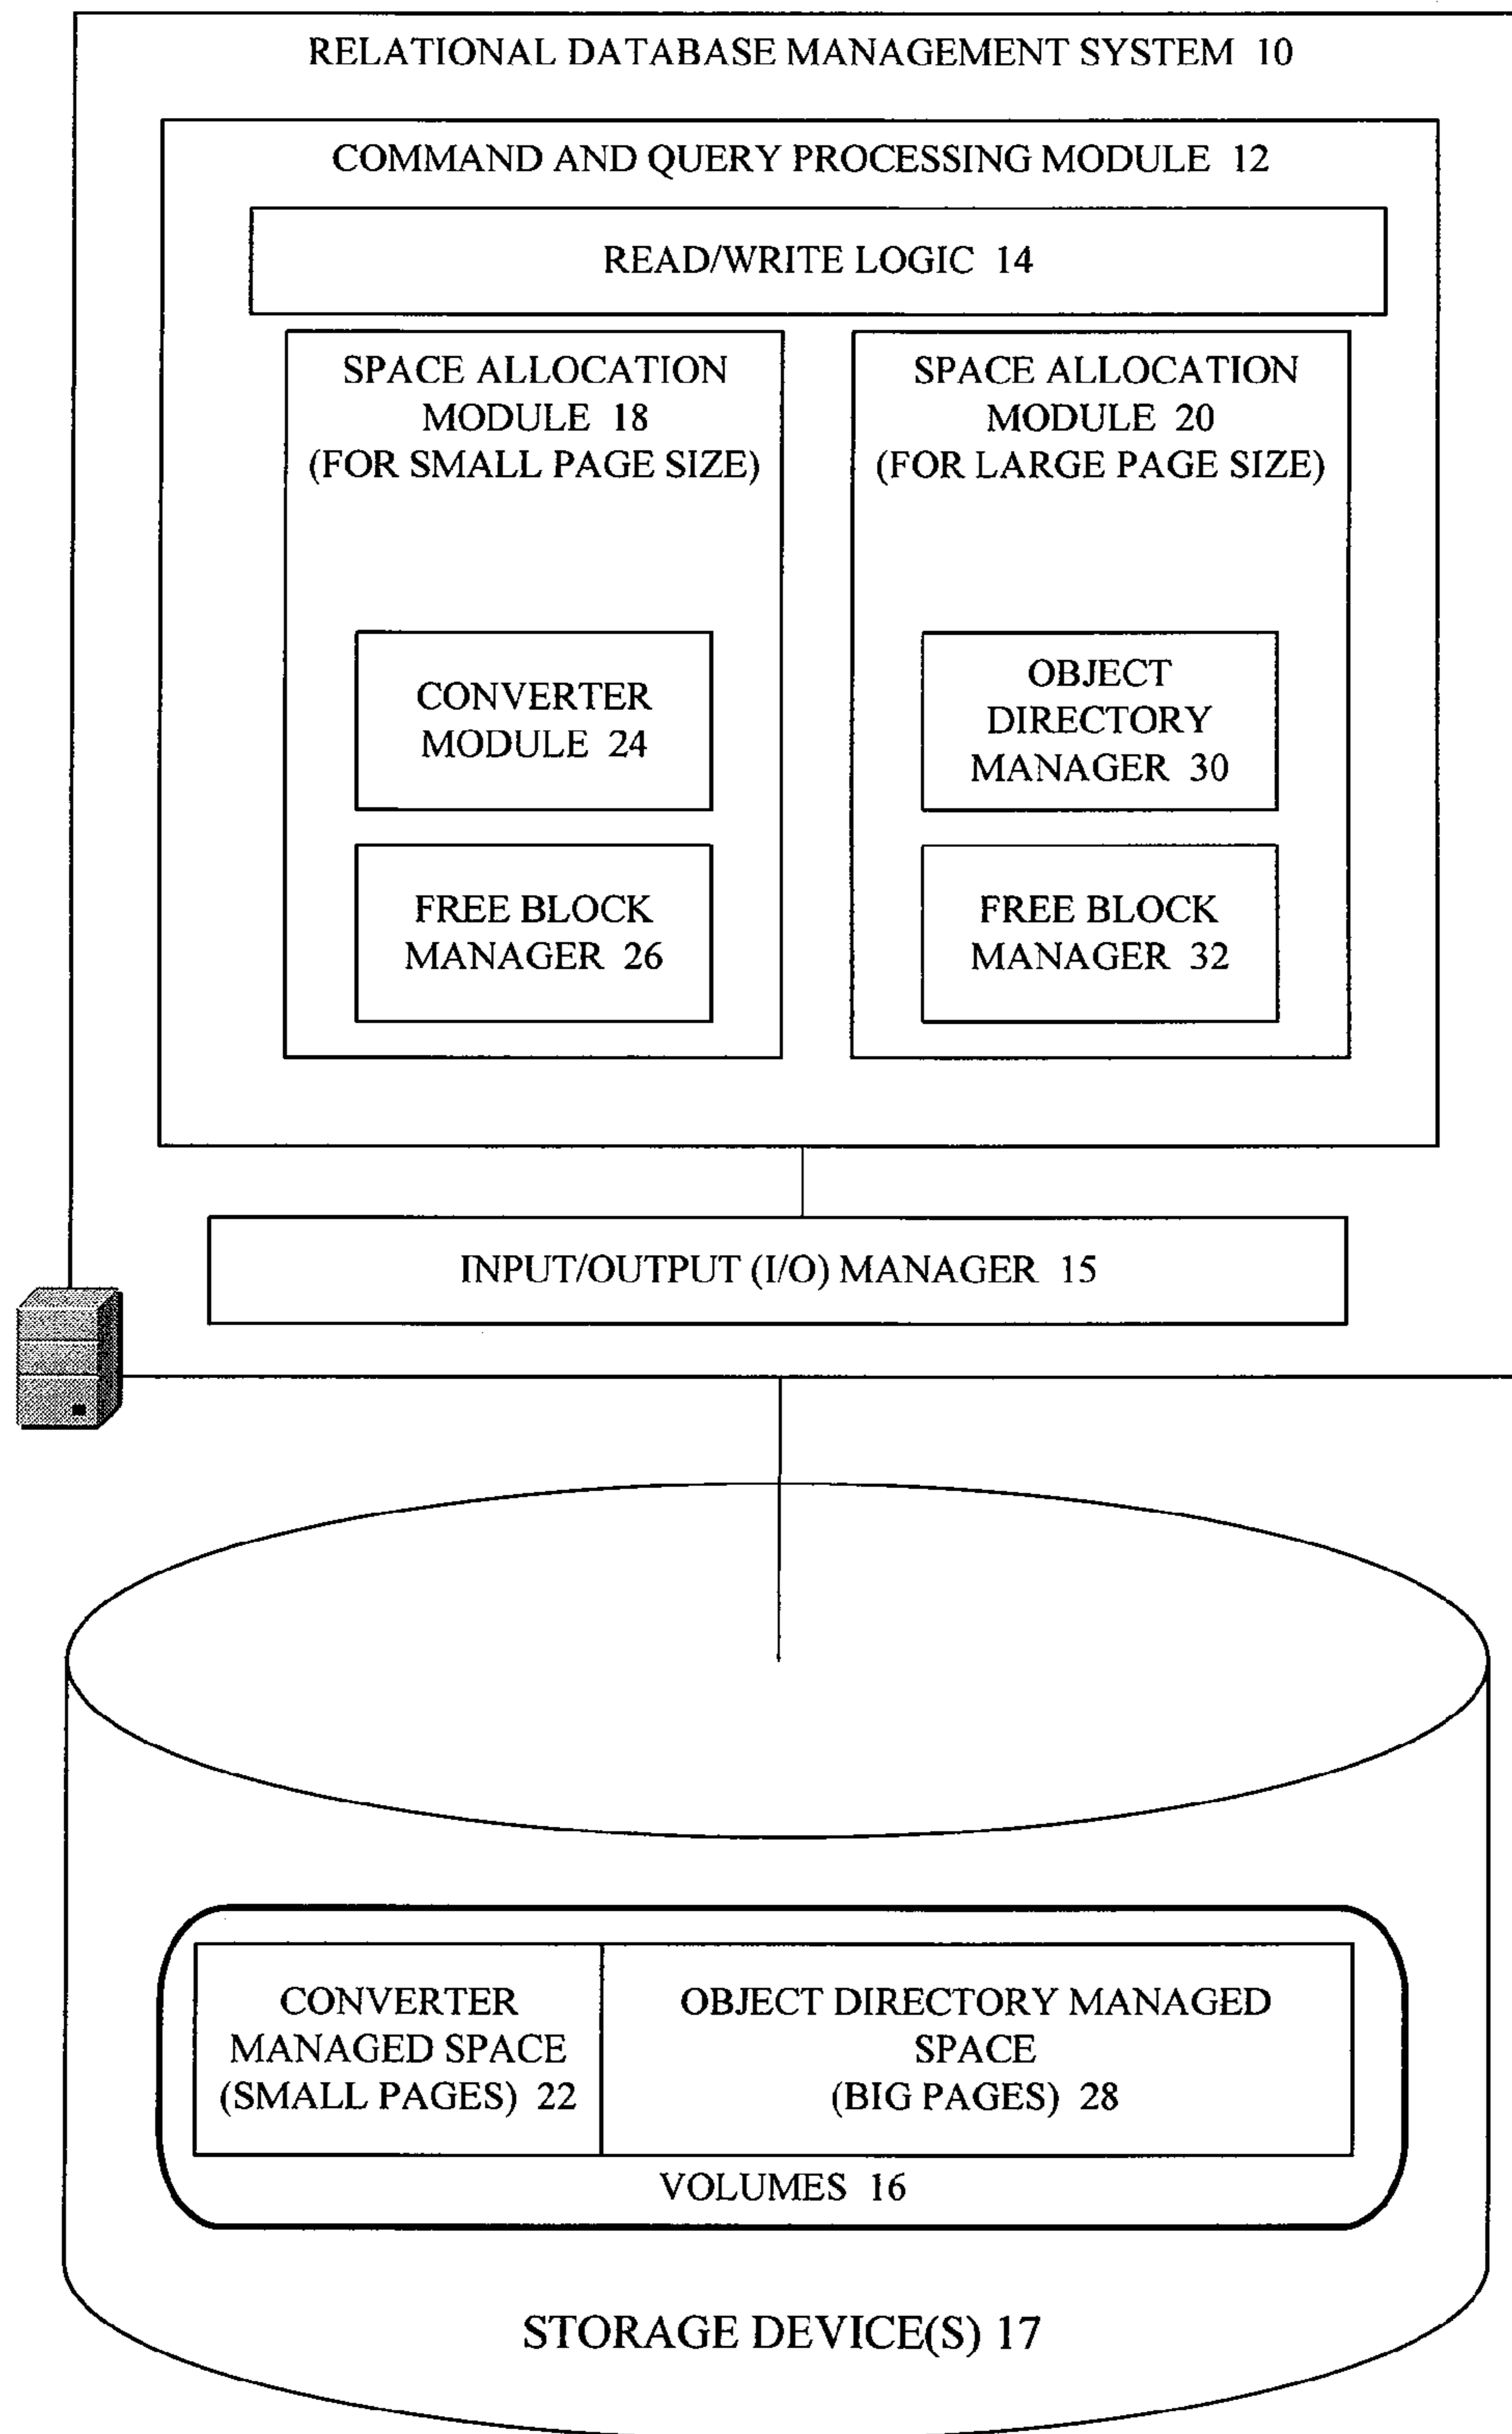 RELATIONAL DATABASE MANAGEMENT SYSTEM 10
COMMAND AND QUERY PROCESSING MODULE 12
READ/WRITE LOGIC 14
SPACE ALLOCATION
MODULE 18
(FOR SMALL PAGE SIZE)
CONVERTER
MODULE 24
FREE BLOCK
MANAGER 26
SPACE ALLOCATION
MODULE 20
(FOR LARGE PAGE SIZE)
OBJECT
DIRECTORY
MANAGER 30
FREE BLOCK
MANAGER 32
INPUT/OUTPUT (I/O) MANAGER 15
CONVERTER
MANAGED SPACE
(SMALL PAGES) 22
OBJECT DIRECTORY MANAGED
SPACE
(BIG PAGES) 28
VOLUMES 16
STORAGE DEVICE(S) 17